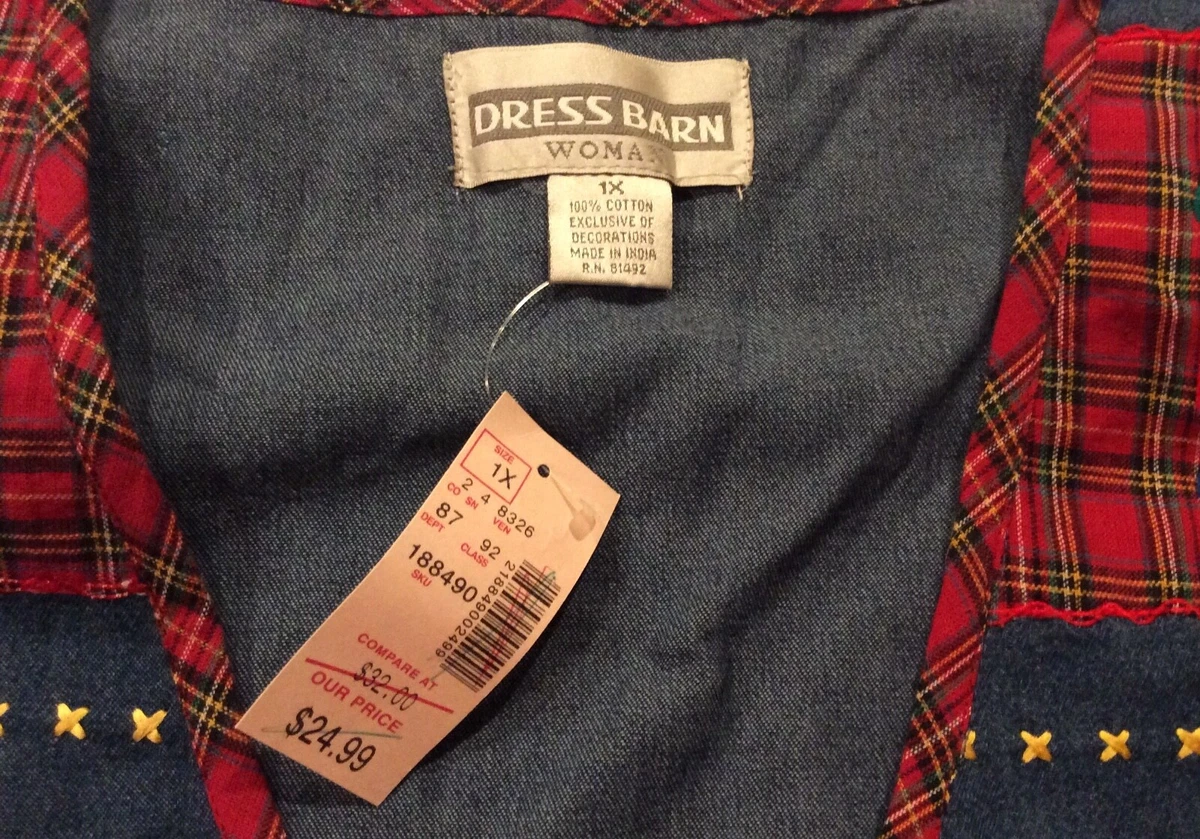 DRESS BARN
WOMA
1X
100% COTTON
EXCLUSIVE OF
DECORATIONS
MADE IN INDIA
R.N. 81492
SIZE
1X
2 4 8326
CO SN VEN
87 92
DEPT CLASS
188490
SKU
2188490002499
COMPARE AT
$32.00
OUR PRICE
$24.99